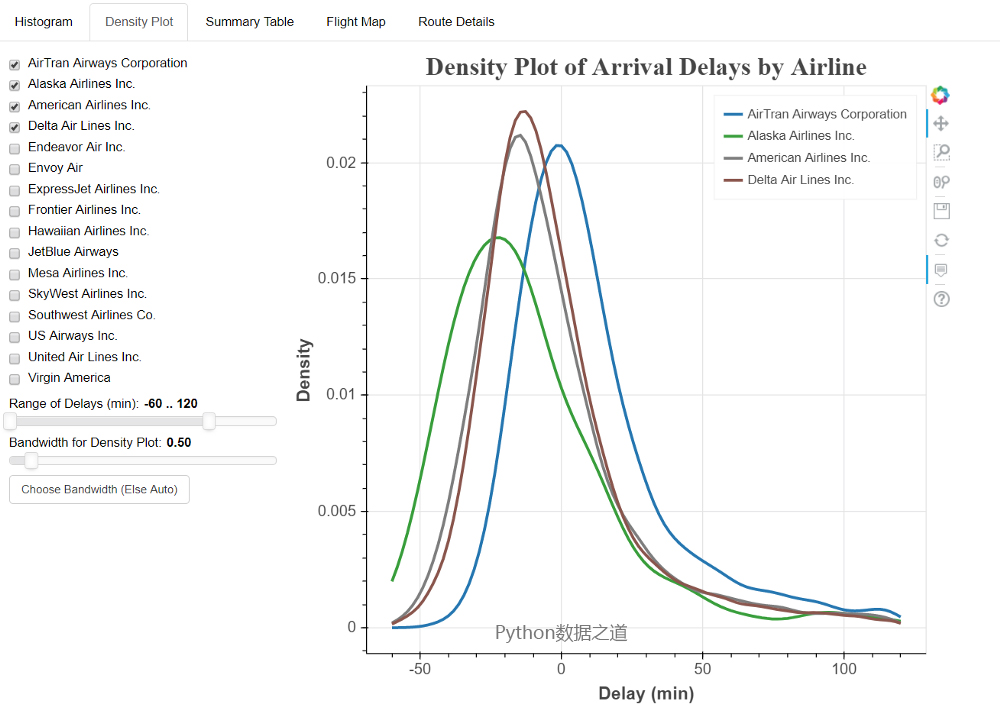 Histogram
Density Plot
Summary Table
Flight Map
Route Details
AirTran Airways Corporation
Alaska Airlines Inc.
American Airlines Inc.
Delta Air Lines Inc.
Endeavor Air Inc.
Envoy Air
ExpressJet Airlines Inc.
Frontier Airlines Inc.
Hawaiian Airlines Inc.
JetBlue Airways
Mesa Airlines Inc.
SkyWest Airlines Inc.
Southwest Airlines Co.
US Airways Inc.
United Air Lines Inc.
Virgin America
Range of Delays (min): -60 .. 120
Bandwidth for Density Plot: 0.50
Choose Bandwidth (Else Auto)
Density Plot of Arrival Delays by Airline
AirTran Airways Corporation
Alaska Airlines Inc.
American Airlines Inc.
Delta Air Lines Inc.
Density
0.02
0.015
0.01
0.005
0
Python数据之道
-50
0
50
100
Delay (min)